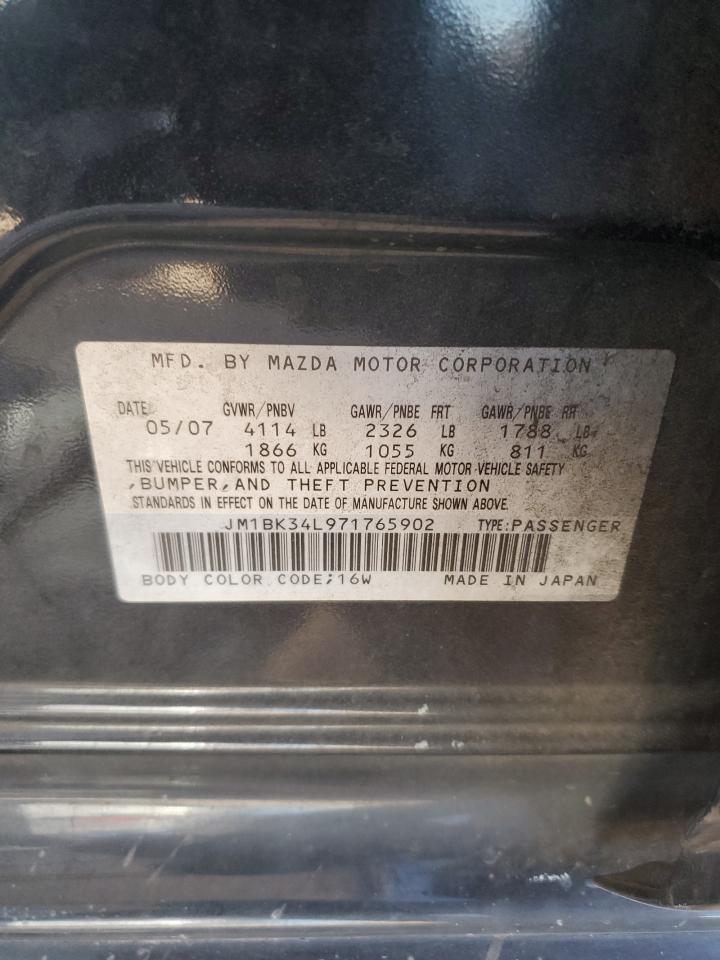 MFD. BY MAZDA MOTOR CORPORATION
DATE GVWR/PNBV GAWR/PNBE FRT GAWR/PNBE RR
05/07 4114 LB 2326 LB 1788 LB
1866 KG 1055 KG 811 KG
THIS VEHICLE CONFORMS TO ALL APPLICABLE FEDERAL MOTOR VEHICLE SAFETY
,BUMPER,AND THEFT PREVENTION
STANDARDS IN EFFECT ON THE DATE OF MANUFACTURE SHOWN ABOVE.
JM1BK34L971765902 TYPE:PASSENGER
BODY COLOR CODE;16W MADE IN JAPAN